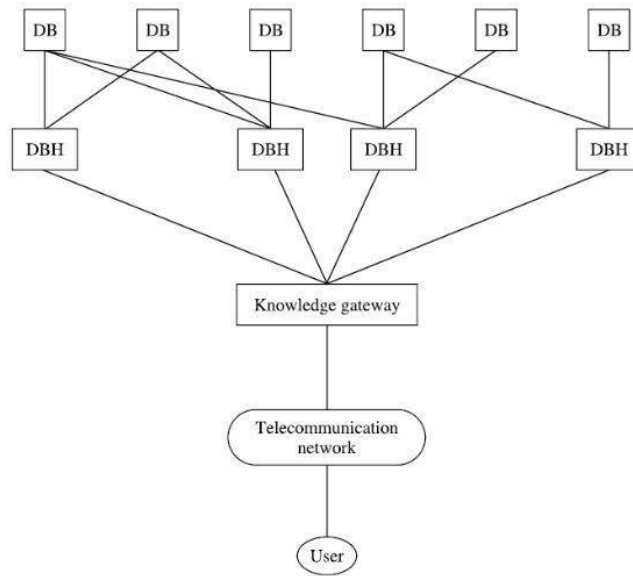 DB
DB
DB
DB
DB
DB
DBH
DBH
DBH
DBH
Knowledge gateway
Telecommunication
network
User